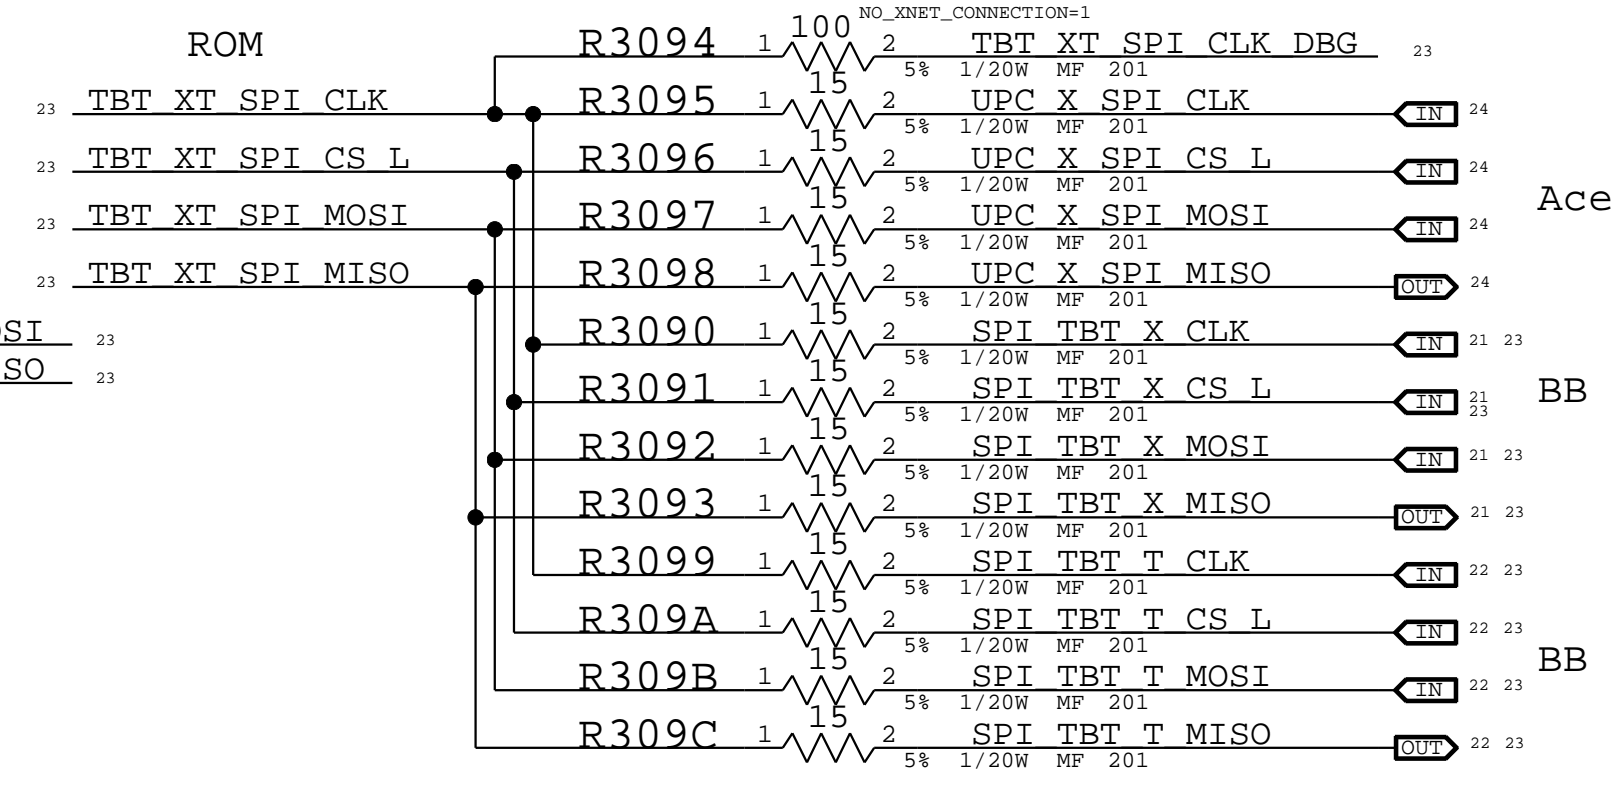 NO_XNET_CONNECTION=1
ROM R3094 1 100 2 TBT_XT_SPI_CLK_DBG 23
5% 1/20W MF 201
23 TBT_XT_SPI_CLK R3095 1 15 2 UPC_X_SPI_CLK IN 24
5% 1/20W MF 201
23 TBT_XT_SPI_CS_L R3096 1 15 2 UPC_X_SPI_CS_L IN 24
5% 1/20W MF 201
Ace
23 TBT_XT_SPI_MOSI R3097 1 15 2 UPC_X_SPI_MOSI IN 24
5% 1/20W MF 201
23 TBT_XT_SPI_MISO R3098 1 15 2 UPC_X_SPI_MISO OUT 24
5% 1/20W MF 201
SI 23 R3090 1 15 2 SPI_TBT_X_CLK IN 21 23
5% 1/20W MF 201
SO 23 R3091 1 15 2 SPI_TBT_X_CS_L IN 21 23 BB
5% 1/20W MF 201
R3092 1 15 2 SPI_TBT_X_MOSI IN 21 23
5% 1/20W MF 201
R3093 1 15 2 SPI_TBT_X_MISO OUT 21 23
5% 1/20W MF 201
R3099 1 15 2 SPI_TBT_T_CLK IN 22 23
5% 1/20W MF 201
R309A 1 15 2 SPI_TBT_T_CS_L IN 22 23
5% 1/20W MF 201
BB
R309B 1 15 2 SPI_TBT_T_MOSI IN 22 23
5% 1/20W MF 201
R309C 1 15 2 SPI_TBT_T_MISO OUT 22 23
5% 1/20W MF 201